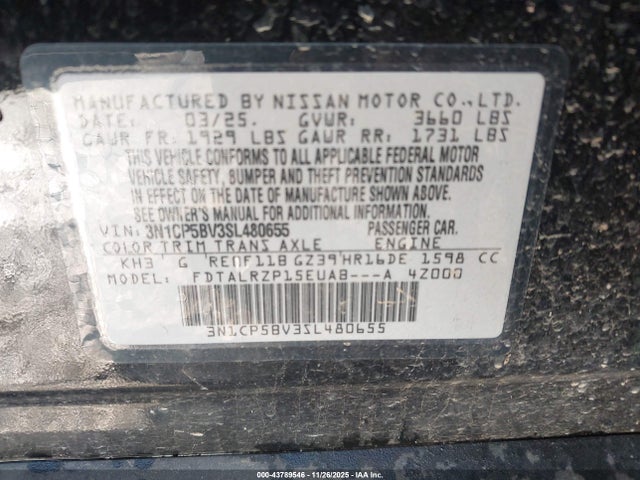 MANUFACTURED BY NISSAN MOTOR CO.,LTD.
DATE: 03/25. GVWR: 3660 LBS
GAWR FR: 1929 LBS GAWR RR: 1731 LBS
THIS VEHICLE CONFORMS TO ALL APPLICABLE FEDERAL MOTOR
VEHICLE SAFETY, BUMPER AND THEFT PREVENTION STANDARDS
IN EFFECT ON THE DATE OF MANUFACTURE SHOWN ABOVE.
SEE OWNER'S MANUAL FOR ADDITIONAL INFORMATION.
VIN: 3N1CP5BV3SL480655 PASSENGER CAR.
COLOR TRIM TRANS AXLE ENGINE
KH3 G RE0F11B GZ39 HR16DE 1598 CC
MODEL: FDTALRZP15EUAB---A 4Z000
3N1CP5BV3SL480655
000-43789546 - 11/26/2025 - IAA Inc.